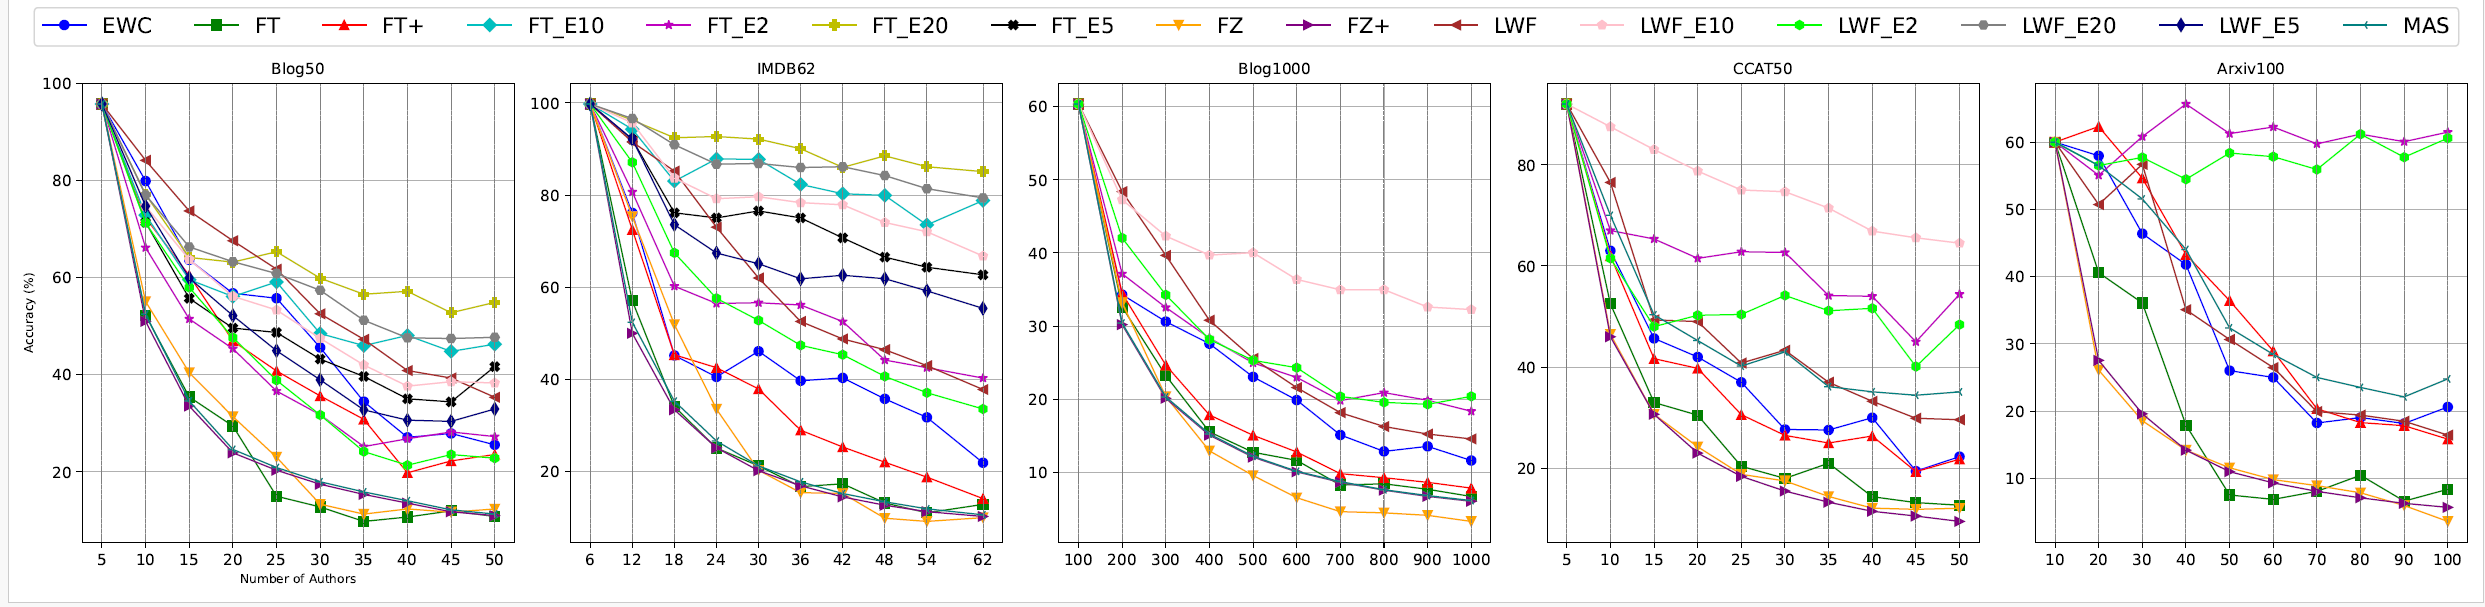 EWC FT FT+ FT_E10 FT_E2 FT_E20 FT_E5 FZ FZ+ LWF LWF_E10 LWF_E2 LWF_E20 LWF_E5 MAS
Blog50 IMDB62 Blog1000 CCAT50 Arxiv100
Accuracy (%)
100
80
60
40
20
5 10 15 20 25 30 35 40 45 50
Number of Authors
100
80
60
40
20
6 12 18 24 30 36 42 48 54 62
60
50
40
30
20
10
100 200 300 400 500 600 700 800 900 1000
80
60
40
20
5 10 15 20 25 30 35 40 45 50
60
50
40
30
20
10
10 20 30 40 50 60 70 80 90 100